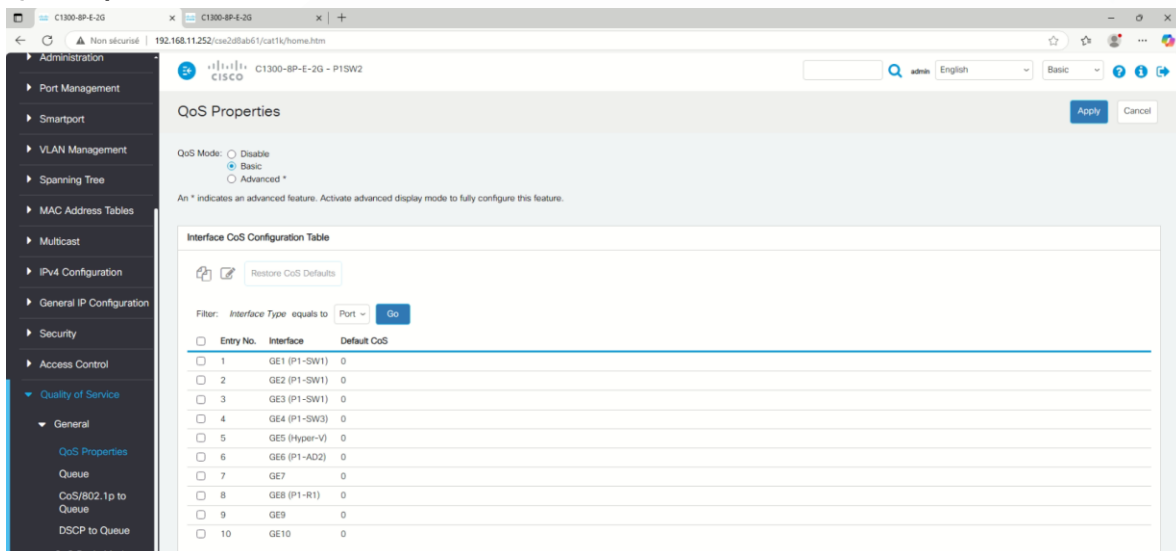 C1300-8P-E-2G
C1300-8P-E-2G
Non sécurisé 192.168.11.252/cse2d8ab61/cat1k/home.htm
Administration
Port Management
Smartport
VLAN Management
Spanning Tree
MAC Address Tables
Multicast
IPv4 Configuration
General IP Configuration
Security
Access Control
Quality of Service
General
QoS Properties
Queue
CoS/802.1p to
Queue
DSCP to Queue
CISCO C1300-8P-E-2G - P1SW2
admin English Basic
QoS Properties
Apply Cancel
QoS Mode: Disable
Basic
Advanced *
An * indicates an advanced feature. Activate advanced display mode to fully configure this feature.
Interface CoS Configuration Table
Restore CoS Defaults
Filter: Interface Type equals to Port Go
Entry No. Interface Default CoS
1 GE1 (P1-SW1) 0
2 GE2 (P1-SW1) 0
3 GE3 (P1-SW1) 0
4 GE4 (P1-SW3) 0
5 GE5 (Hyper-V) 0
6 GE6 (P1-AD2) 0
7 GE7 0
8 GE8 (P1-R1) 0
9 GE9 0
10 GE10 0